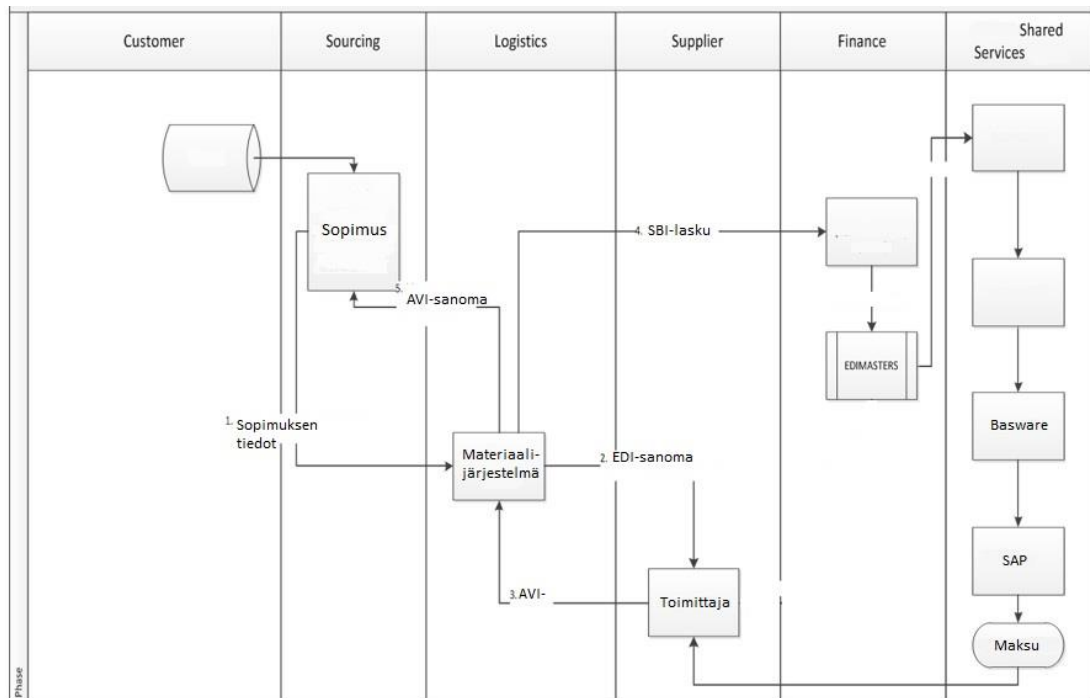 Customer
Sourcing
Logistics
Supplier
Finance
Shared
Services
Sopimus
4. SBI-lasku
5.
AVI-sanoma
EDIMASTERS
1. Sopimuksen
tiedot
Materiaali-
järjestelmä
2. EDI-sanoma
Basware
3. AVI-
Toimittaja
SAP
Maksu
Phase